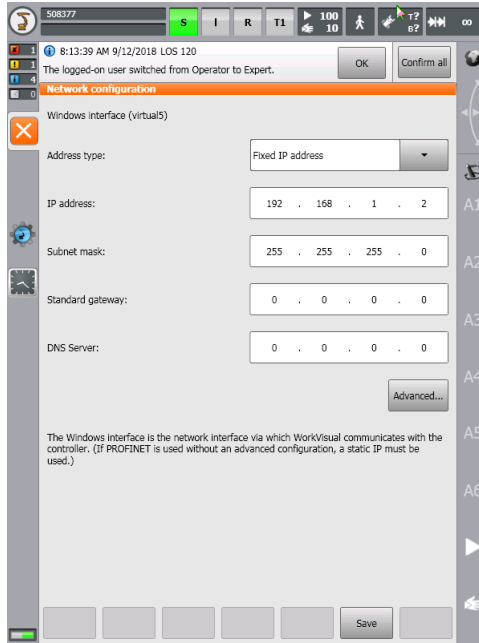 508377
S I R T1 100 10 T? B?
1
1
4
0
8:13:39 AM 9/12/2018 LOS 120
The logged-on user switched from Operator to Expert.
OK
Confirm all
Network configuration
Windows interface (virtual5)
Address type: Fixed IP address
IP address: 192 . 168 . 1 . 2
Subnet mask: 255 . 255 . 255 . 0
Standard gateway: 0 . 0 . 0 . 0
DNS Server: 0 . 0 . 0 . 0
Advanced...
The Windows interface is the network interface via which WorkVisual communicates with the
controller. (If PROFINET is used without an advanced configuration, a static IP must be
used.)
Save
A1
A2
A3
A4
A5
A6